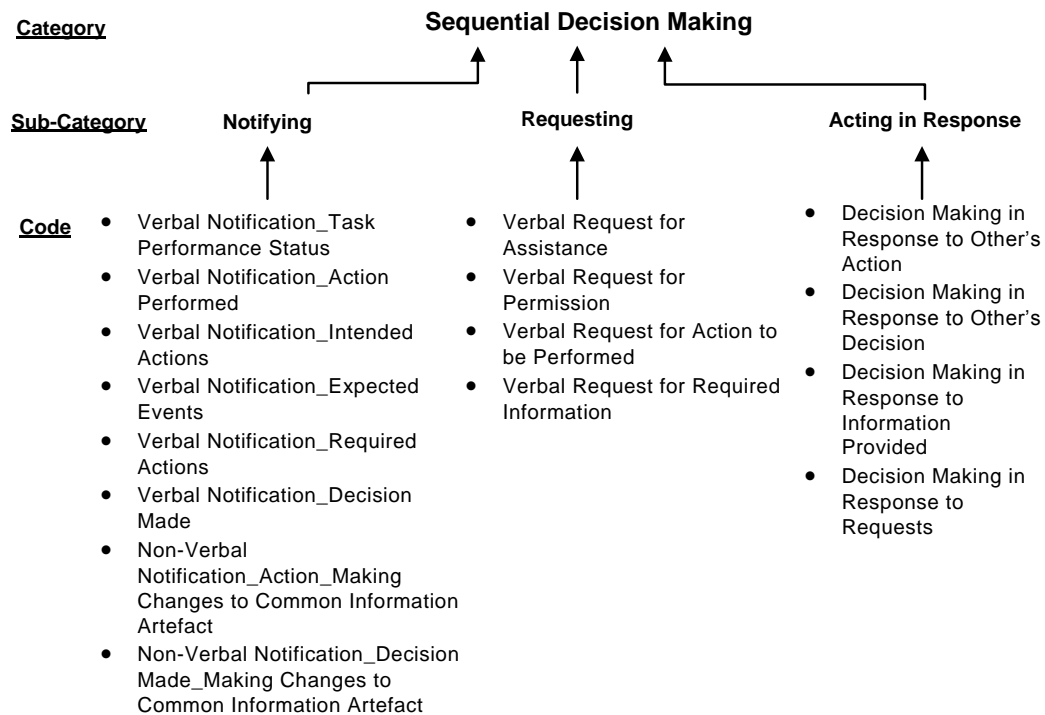 Category
Sequential Decision Making
Sub-Category
Notifying
Requesting
Acting in Response
Code
• Verbal Notification_Task
Performance Status
• Verbal Notification_Action
Performed
• Verbal Notification_Intended
Actions
• Verbal Notification_Expected
Events
• Verbal Notification_Required
Actions
• Verbal Notification_Decision
Made
• Non-Verbal
Notification_Action_Making
Changes to Common Information
Artefact
• Non-Verbal Notification_Decision
Made_Making Changes to
Common Information Artefact
• Verbal Request for
Assistance
• Verbal Request for
Permission
• Verbal Request for Action to
be Performed
• Verbal Request for Required
Information
• Decision Making in
Response to Other’s
Action
• Decision Making in
Response to Other’s
Decision
• Decision Making in
Response to
Information
Provided
• Decision Making in
Response to
Requests